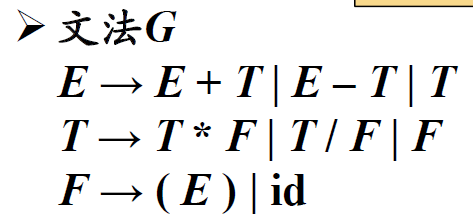 ➢ 文法G
E → E + T | E – T | T
T → T * F | T / F | F
F → ( E ) | id